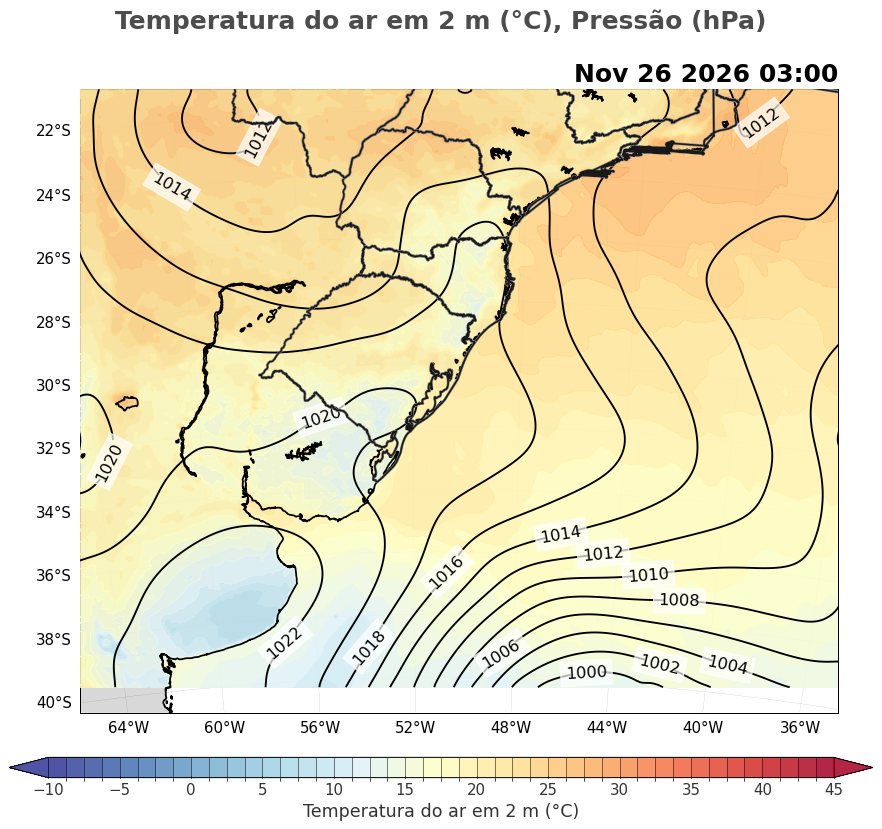 Temperatura do ar em 2 m (°C), Pressão (hPa)
Nov 26 2026 03:00
22°S
24°S
26°S
28°S
30°S
32°S
34°S
36°S
38°S
40°S
1012
1012
1014
1020
1020
1014
1012
1010
1016
1008
1022
1018
1006
1000
1002
1004
64°W
60°W
56°W
52°W
48°W
44°W
40°W
36°W
−10
−5
0
5
10
15
20
25
30
35
40
45
Temperatura do ar em 2 m (°C)